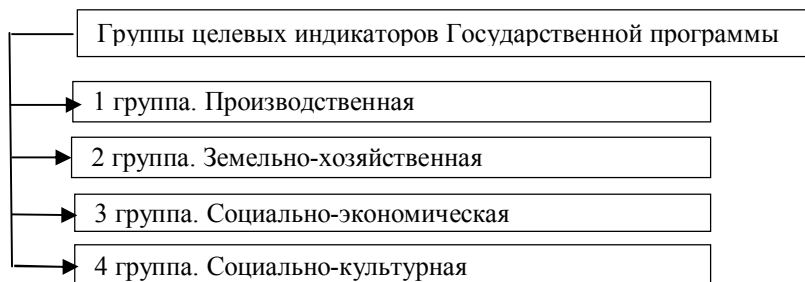 Группы целевых индикаторов Государственной программы
1 группа. Производственная
2 группа. Земельно-хозяйственная
3 группа. Социально-экономическая
4 группа. Социально-культурная